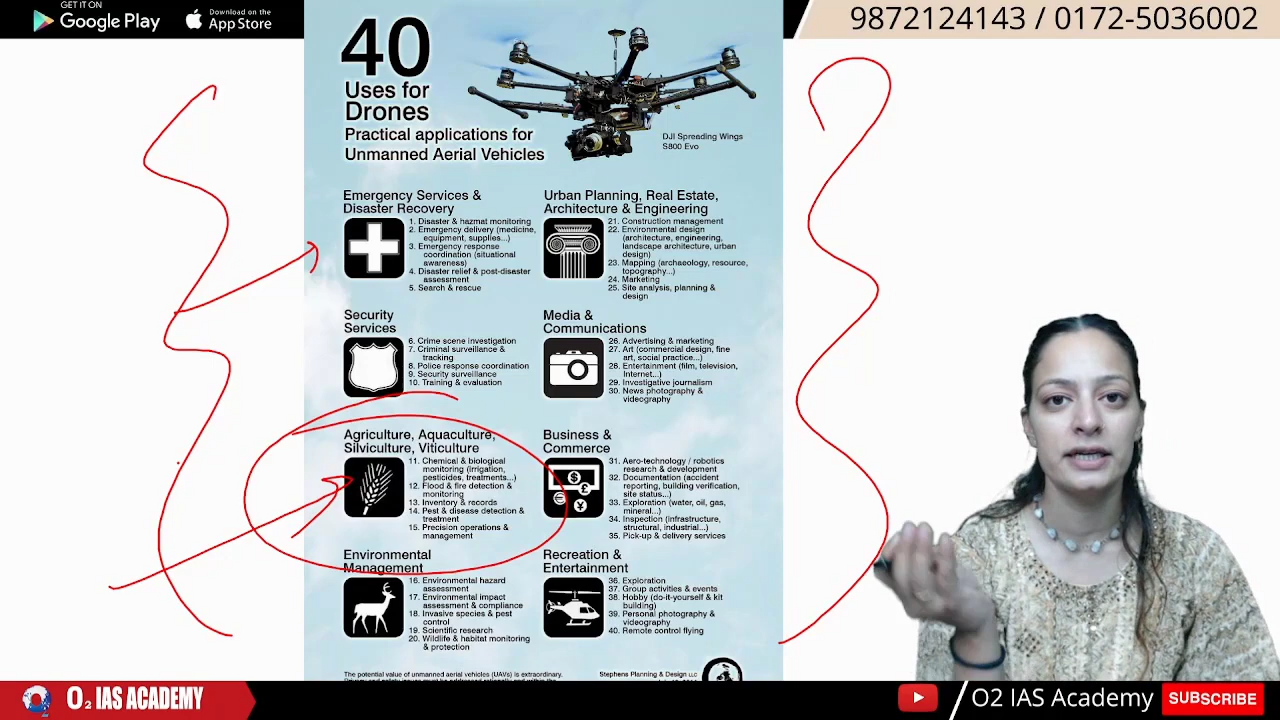 GET IT ON
Google Play
Download on the
App Store
9872124143 / 0172-5036002
40
Uses for
Drones
Practical applications for
Unmanned Aerial Vehicles
DJI Spreading Wings
S800 Evo
Emergency Services &
Disaster Recovery
1. Disaster & hazmat monitoring
2. Emergency delivery (medicine,
equipment, supplies...)
3. Emergency response
coordination (situational
awareness)
4. Disaster relief & post-disaster
assessment
5. Search & rescue
Security
Services
6. Crime scene investigation
7. Criminal surveillance &
tracking
8. Police response coordination
9. Security surveillance
10. Training & evaluation
Agriculture, Aquaculture,
Silviculture, Viticulture
11. Chemical & biological
monitoring (irrigation,
pesticides, treatments...)
12. Flood & fire detection &
monitoring
13. Inventory & records
14. Pest & disease detection &
treatment
15. Precision operations &
management
Environmental
Management
16. Environmental hazard
assessment
17. Environmental impact
assessment & compliance
18. Invasive species & pest
control
19. Scientific research
20. Wildlife & habitat monitoring
& protection
Urban Planning, Real Estate,
Architecture & Engineering
21. Construction management
22. Environmental design
(architecture, engineering,
landscape architecture, urban
design)
23. Mapping (archaeology, resource,
topography...)
24. Marketing
25. Site analysis, planning &
design
Media &
Communications
26. Advertising & marketing
27. Art (commercial design, fine
art, social practice...)
28. Entertainment (film, television,
Internet...)
29. Investigative journalism
30. News photography &
videography
Business &
Commerce
31. Aero-technology / robotics
research & development
32. Documentation (accident
reporting, building verification,
site status...)
33. Exploration (water, oil, gas,
mineral...)
34. Inspection (infrastructure,
structural, industrial...)
35. Pick-up & delivery services
Recreation &
Entertainment
36. Exploration
37. Group activities & events
38. Hobby (do-it-yourself & kit
building)
39. Personal photography &
videography
40. Remote control flying
The potential value of unmanned aerial vehicles (UAVs) is extraordinary.
Stephens Planning & Design LLC
O2 IAS ACADEMY
O2 IAS Academy
SUBSCRIBE